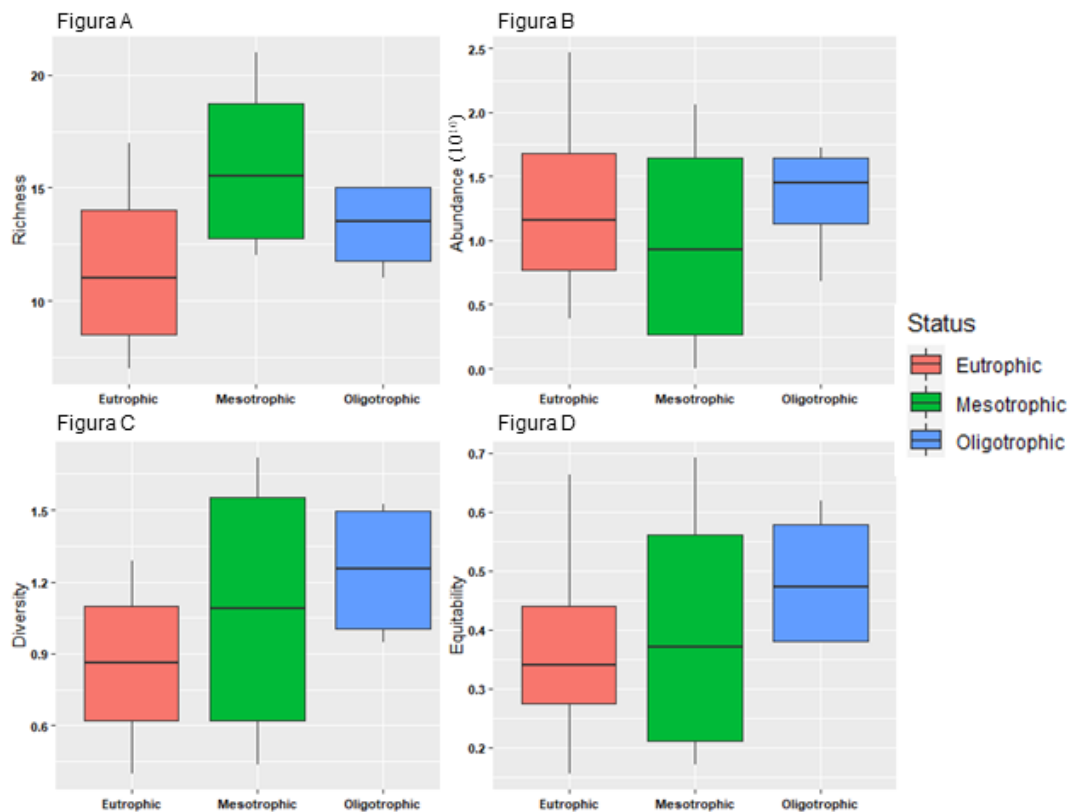 Figura A
Richness
20
15
10
Eutrophic Mesotrophic Oligotrophic
Figura B
Abundance (10¹⁰)
2.5
2.0
1.5
1.0
0.5
0.0
Eutrophic Mesotrophic Oligotrophic
Status
Eutrophic
Mesotrophic
Oligotrophic
Figura C
Diversity
1.5
1.2
0.9
0.6
Eutrophic Mesotrophic Oligotrophic
Figura D
Equitability
0.7
0.6
0.5
0.4
0.3
0.2
Eutrophic Mesotrophic Oligotrophic